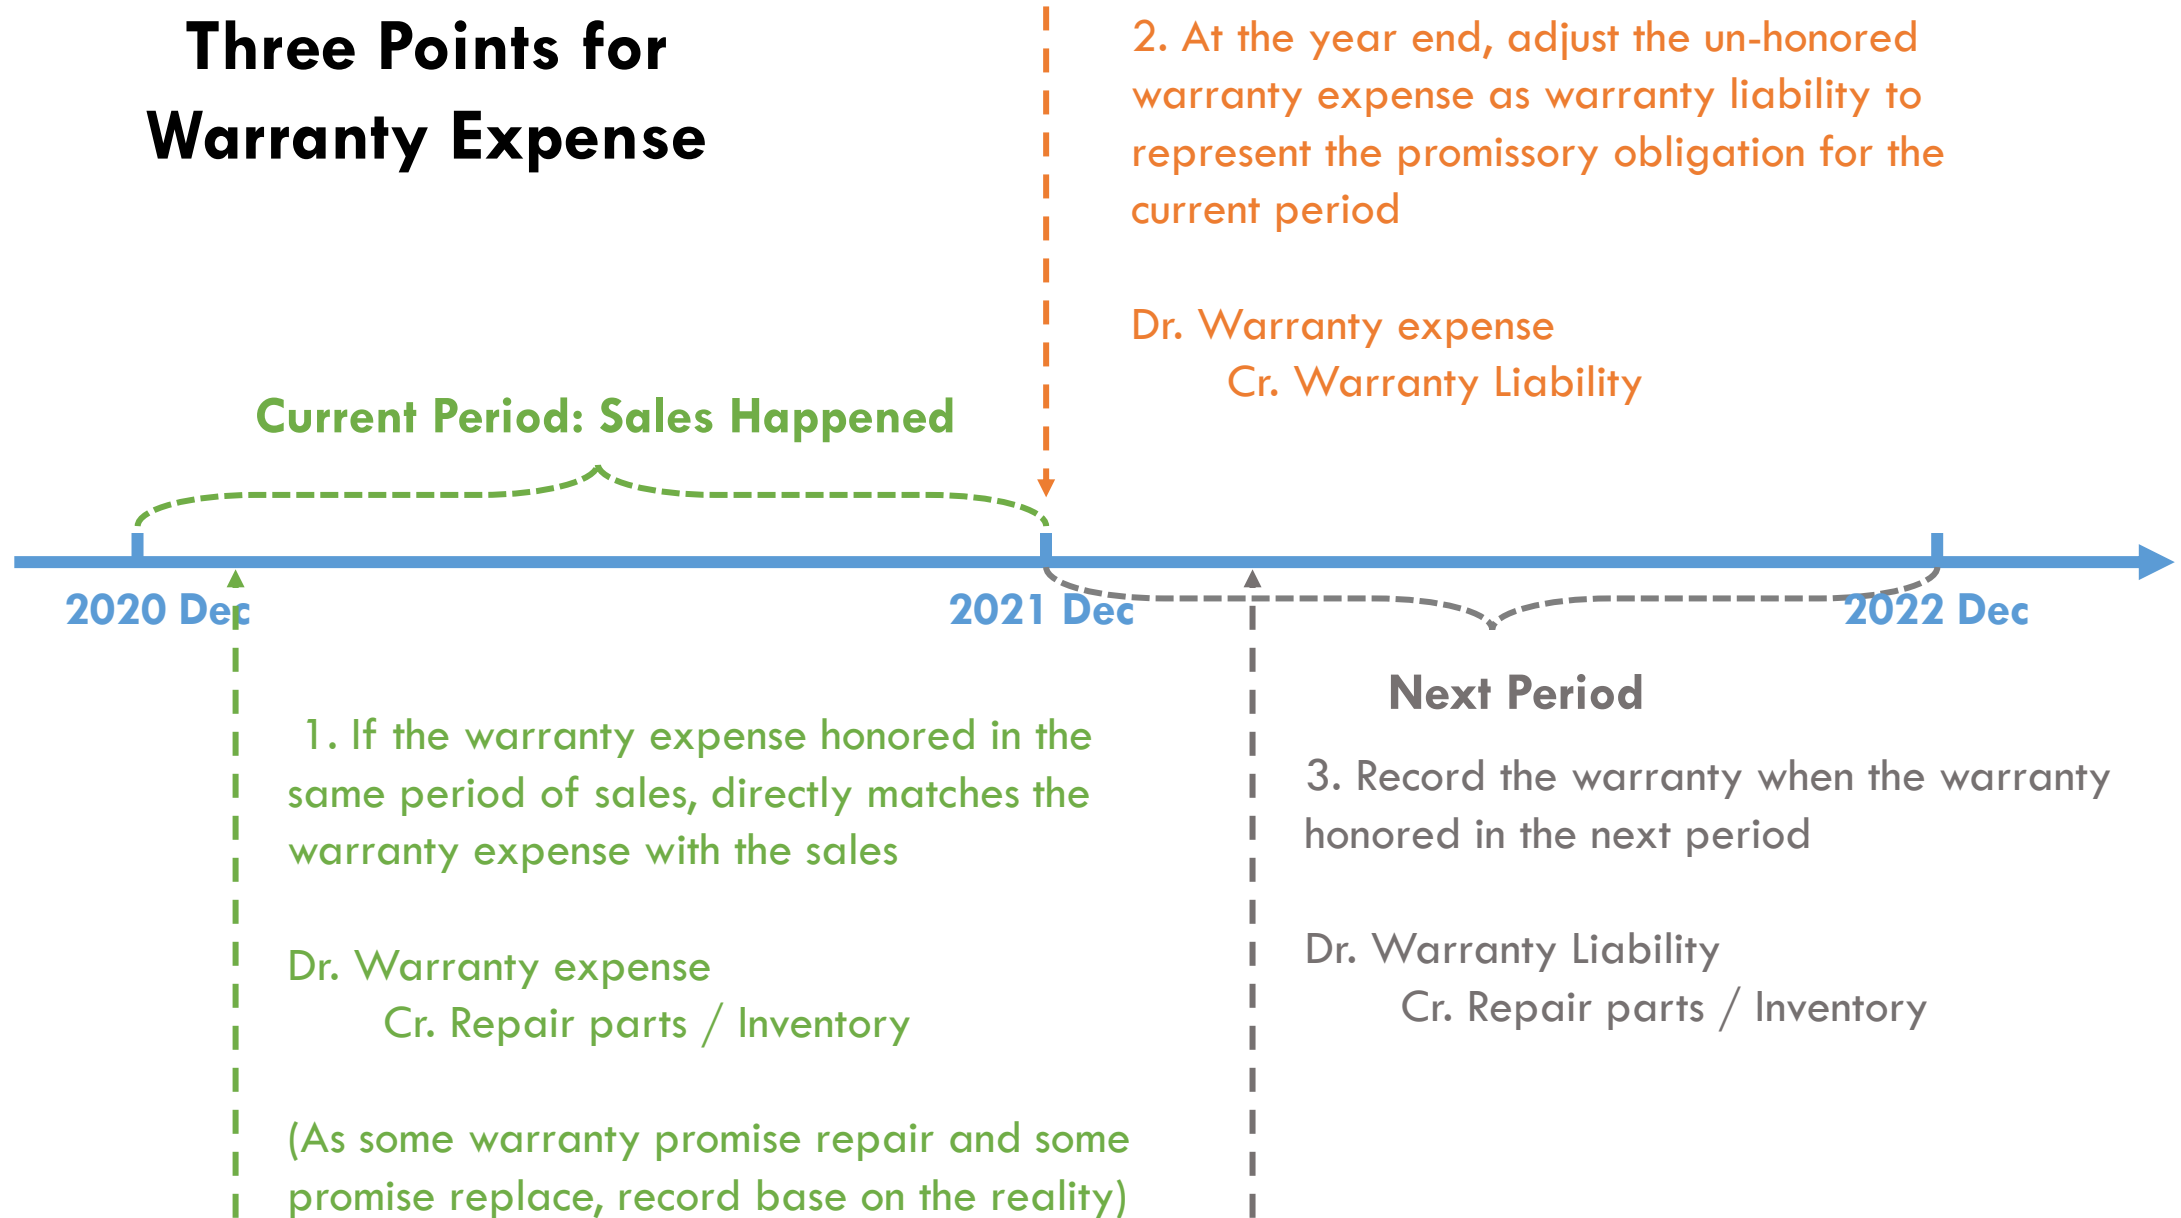 Three Points for
Warranty Expense
2. At the year end, adjust the un-honored
warranty expense as warranty liability to
represent the promissory obligation for the
current period
Dr. Warranty expense
Cr. Warranty Liability
Current Period: Sales Happened
2020 Dec
2021 Dec
2022 Dec
1. If the warranty expense honored in the
same period of sales, directly matches the
warranty expense with the sales
Dr. Warranty expense
Cr. Repair parts / Inventory
(As some warranty promise repair and some
promise replace, record base on the reality)
Next Period
3. Record the warranty when the warranty
honored in the next period
Dr. Warranty Liability
Cr. Repair parts / Inventory